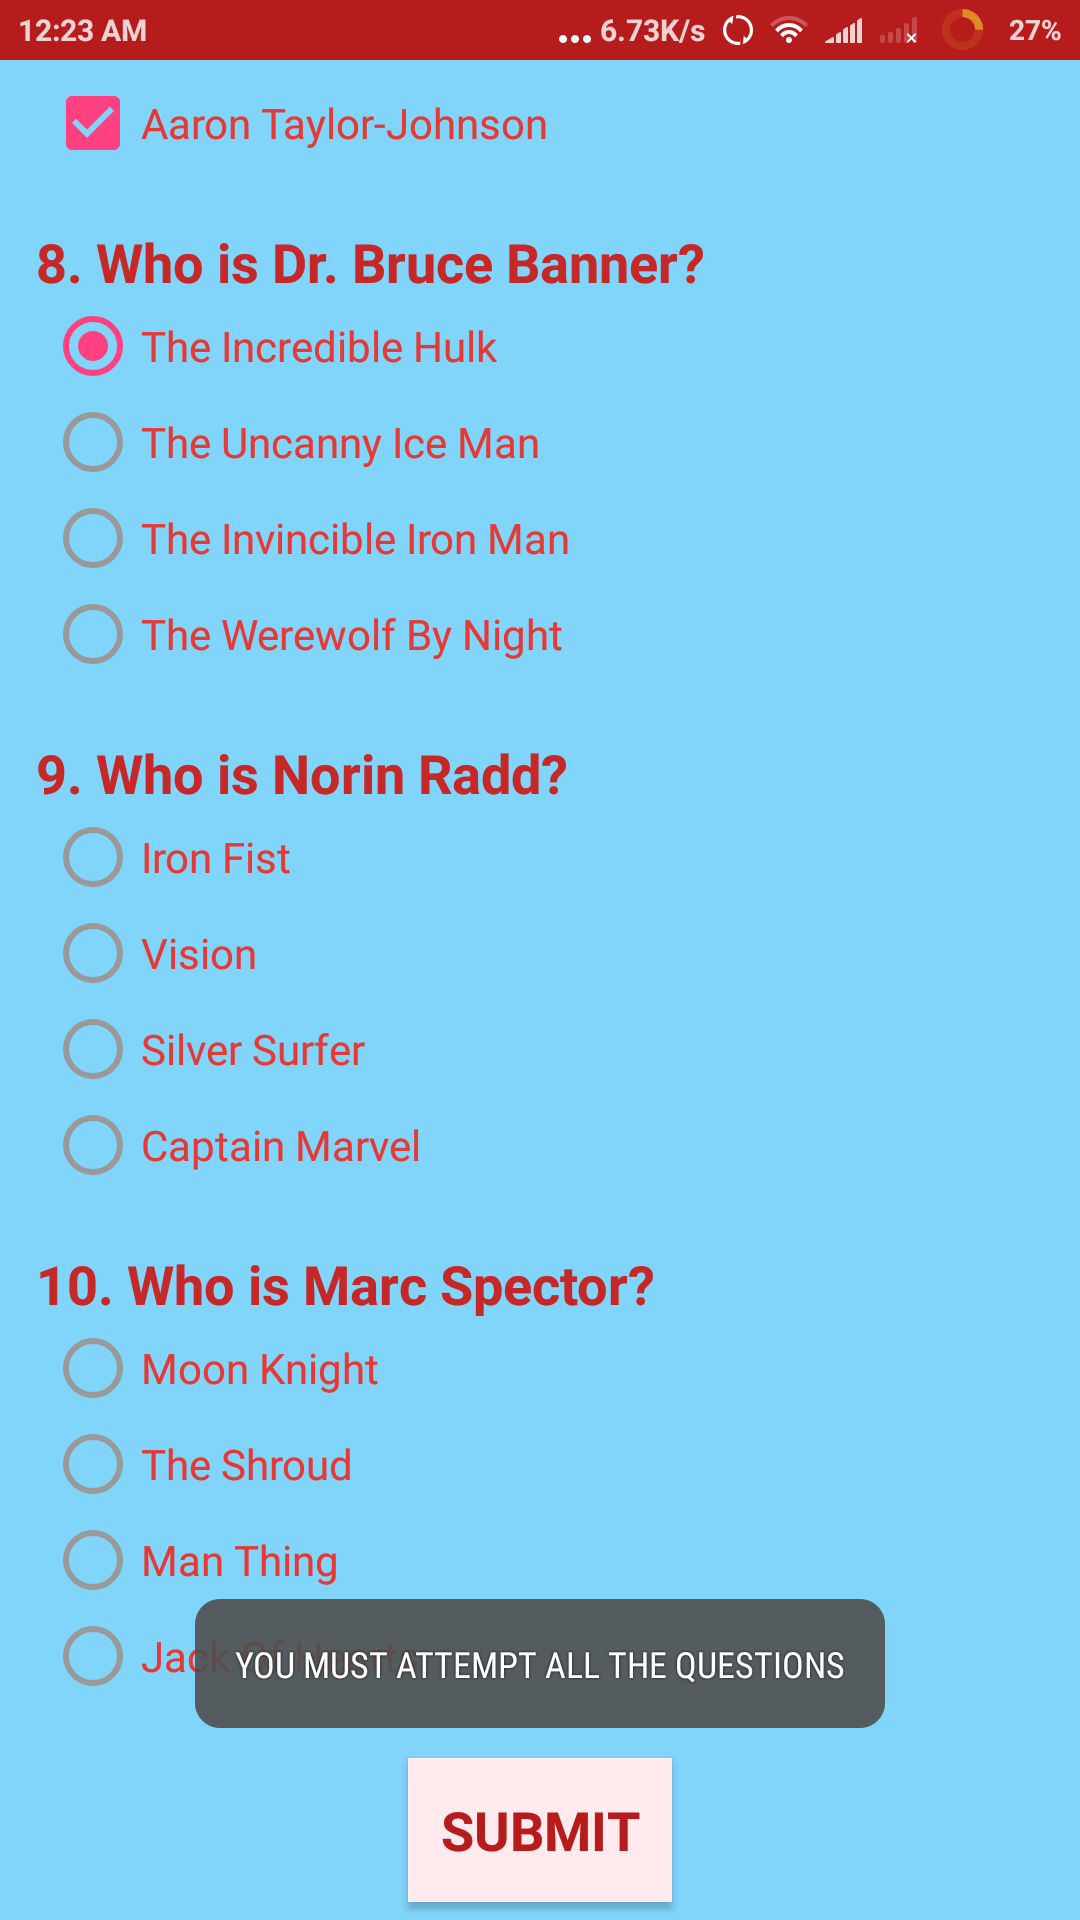 12:23 AM ... 6.73K/s 27%
Aaron Taylor-Johnson
8. Who is Dr. Bruce Banner?
The Incredible Hulk
The Uncanny Ice Man
The Invincible Iron Man
The Werewolf By Night
9. Who is Norin Radd?
Iron Fist
Vision
Silver Surfer
Captain Marvel
10. Who is Marc Spector?
Moon Knight
The Shroud
Man Thing
Jack Of Hearts
YOU MUST ATTEMPT ALL THE QUESTIONS
SUBMIT